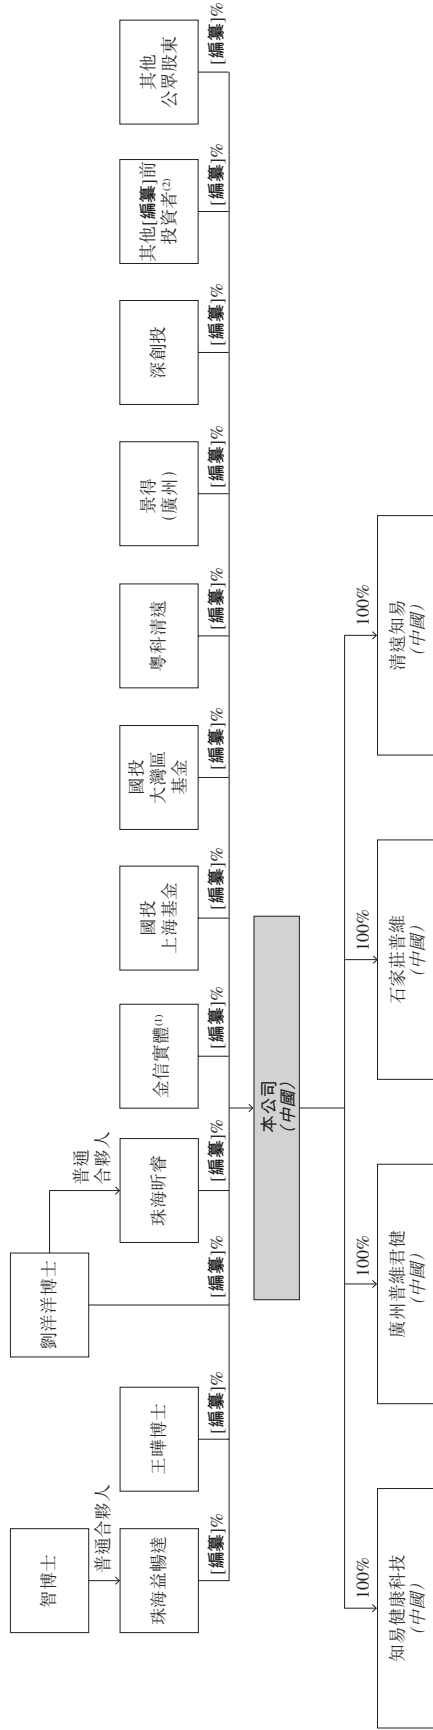 智博士
劉洋洋博士
普通合夥人
普通
合夥人
珠海益暢達
王暉博士
珠海昕睿
金信實體(1)
國投
上海基金
國投
大灣區
基金
粵科清遠
景得
(廣州)
深創投
其他[編纂]前
投資者(2)
其他
公眾股東
[編纂]%
[編纂]%
[編纂]%
[編纂]%
[編纂]%
[編纂]%
[編纂]%
[編纂]%
[編纂]%
[編纂]%
[編纂]%
[編纂]%
本公司
(中國)
100%
100%
100%
100%
知易健康科技
(中國)
廣州普維君健
(中國)
石家莊普維
(中國)
清遠知易
(中國)